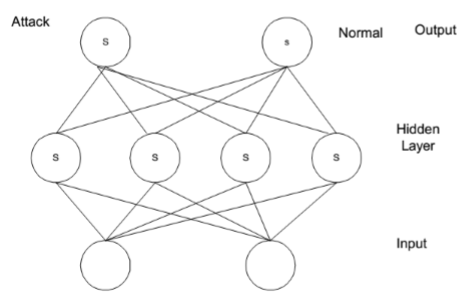 Attack
S
s
Normal
Output
S
S
S
S
Hidden
Layer
Input